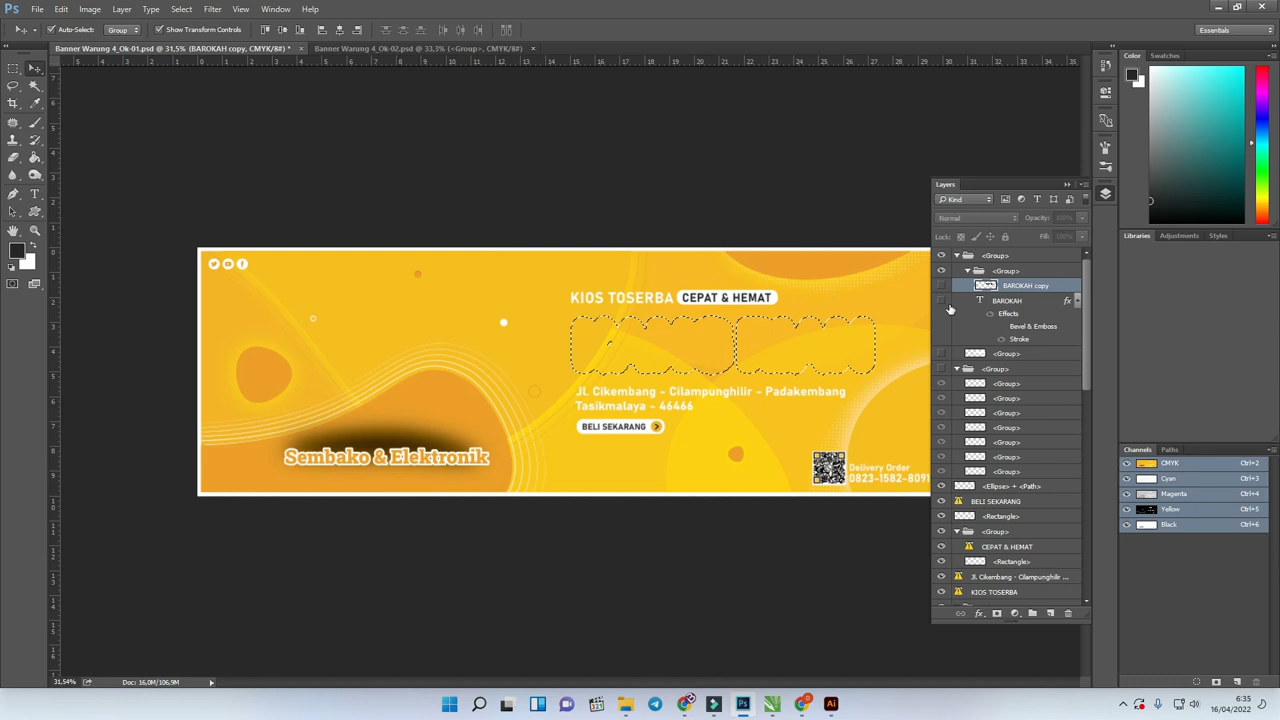 Ps File Edit Image Layer Type Select Filter 3D View Window Help
Auto-Select: Group Show Transform Controls Essentials
Banner Warung 4_Ok-01.psd @ 31,5% (BAROKAH copy, CMYK/8#) * × Banner Warung 4_Ok-02.psd @ 33,3% (<Group>, CMYK/8#) ×
Color Swatches
Layers
Kind
Normal Opacity: 100%
Lock: Fill: 100%
Libraries Adjustments Styles
<Group>
<Group>
BAROKAH copy
BAROKAH fx
Effects
Bevel & Emboss
Stroke
<Group>
<Group>
<Group>
<Group>
<Group>
<Group>
<Group>
<Group>
<Group>
<Ellipse> + <Path>
BELI SEKARANG
<Rectangle>
<Group>
CEPAT & HEMAT
<Rectangle>
Jl. Cikembang - Cilampunghilir ...
KIOS TOSERBA
Channels Paths
CMYK Ctrl+2
Cyan Ctrl+3
Magenta Ctrl+4
Yellow Ctrl+5
Black Ctrl+6
KIOS TOSERBA CEPAT & HEMAT
JL Cikembang - Cilampunghilir - Padakembang
Tasikmalaya - 46466
BELI SEKARANG
Sembako & Elektronik
Delivery Order
0823-1582-8091
31,54% Doc: 16,0M/106,9M
6:35
16/04/2022